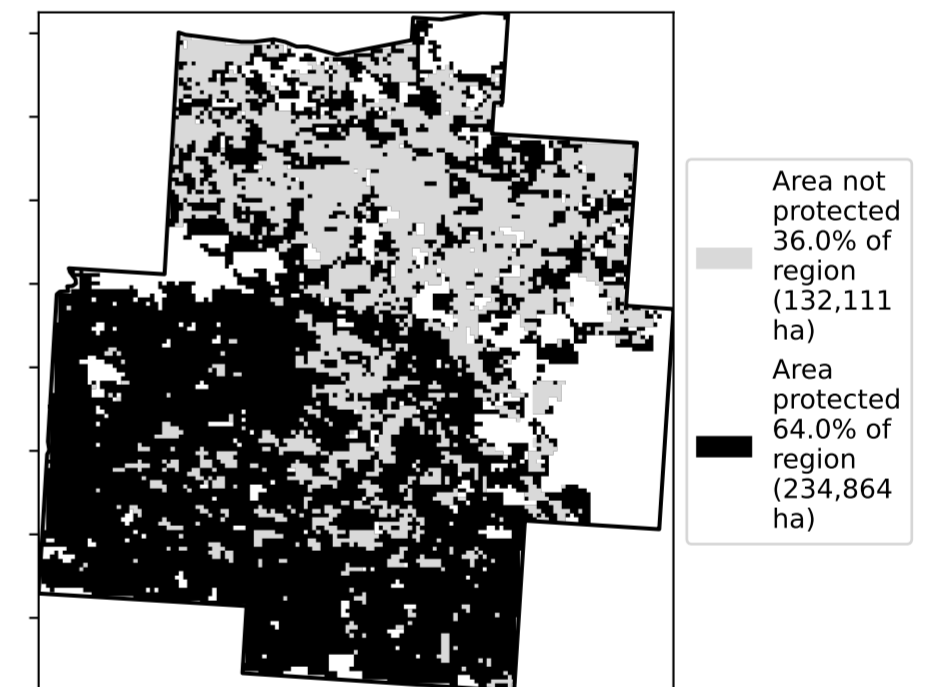 Area not
protected
36.0% of
region
(132,111
ha)
Area
protected
64.0% of
region
(234,864
ha)